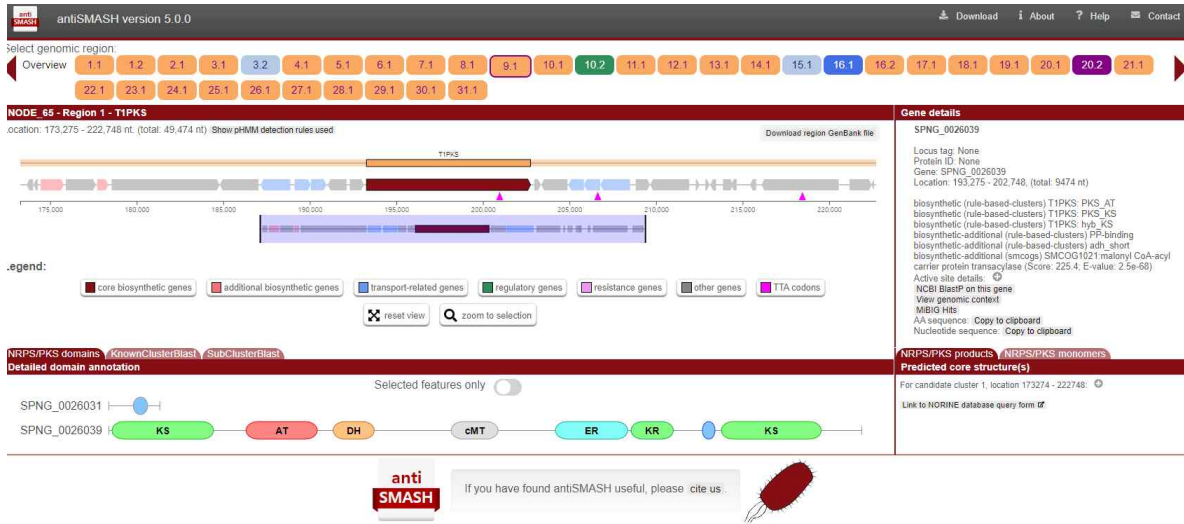 anti SMASH antiSMASH version 5.0.0 Download About Help Contact
Select genomic region:
Overview 1.1 1.2 2.1 3.1 3.2 4.1 5.1 6.1 7.1 8.1 9.1 10.1 10.2 11.1 12.1 13.1 14.1 15.1 16.1 16.2 17.1 18.1 19.1 20.1 20.2 21.1
22.1 23.1 24.1 25.1 26.1 27.1 28.1 29.1 30.1 31.1
NODE_65 - Region 1 - T1PKS
ocation: 173,275 - 222,748 nt. (total: 49,474 nt) Show pHMM detection rules used
Download region GenBank file
T1PKS
175,000 180,000 185,000 190,000 195,000 200,000 205,000 210,000 215,000 220,000
.egend:
core biosynthetic genes additional biosynthetic genes transport-related genes regulatory genes resistance genes other genes TTA codons
reset view zoom to selection
Gene details
SPNG_0026039
Locus tag: None
Protein ID: None
Gene: SPNG_0026039
Location: 193,275 - 202,748, (total: 9474 nt)
biosynthetic (rule-based-clusters) T1PKS: PKS_AT
biosynthetic (rule-based-clusters) T1PKS: PKS_KS
biosynthetic (rule-based-clusters) T1PKS: hyb_KS
biosynthetic-additional (rule-based-clusters) PP-binding
biosynthetic-additional (rule-based-clusters) adh_short
biosynthetic-additional (smcogs) SMCOG1021:malonyl CoA-acyl
carrier protein transacylase (Score: 225.4; E-value: 2.5e-68)
Active site details:
NCBI BlastP on this gene
View genomic context
MiBIG Hits
AA sequence: Copy to clipboard
Nucleotide sequence: Copy to clipboard
NRPS/PKS domains KnownClusterBlast SubClusterBlast
Detailed domain annotation
Selected features only
SPNG_0026031
SPNG_0026039 KS AT DH cMT ER KR KS
NRPS/PKS products NRPS/PKS monomers
Predicted core structure(s)
For candidate cluster 1, location 173274 - 222748:
Link to NORINE database query form
anti
SMASH
If you have found antiSMASH useful, please cite us.